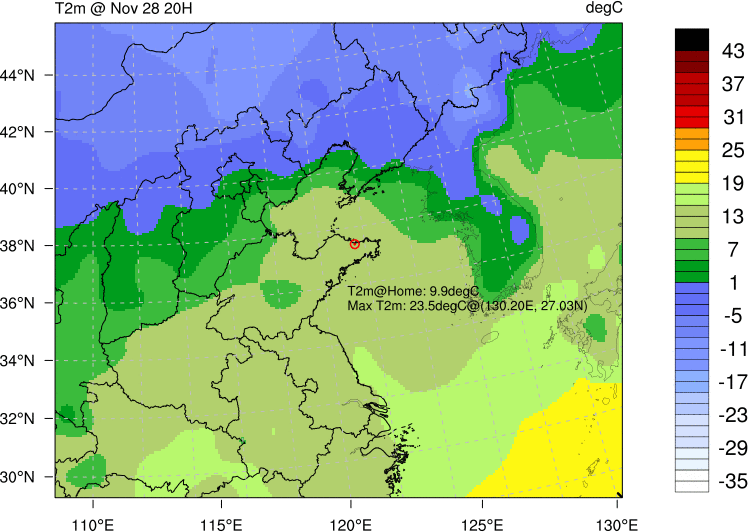 T2m @ Nov 28 20H
degC
44°N
42°N
40°N
38°N
36°N
34°N
32°N
30°N
110°E
115°E
120°E
125°E
130°E
T2m@Home: 9.9degC
Max T2m: 23.5degC@(130.20E, 27.03N)
43
37
31
25
19
13
7
1
-5
-11
-17
-23
-29
-35